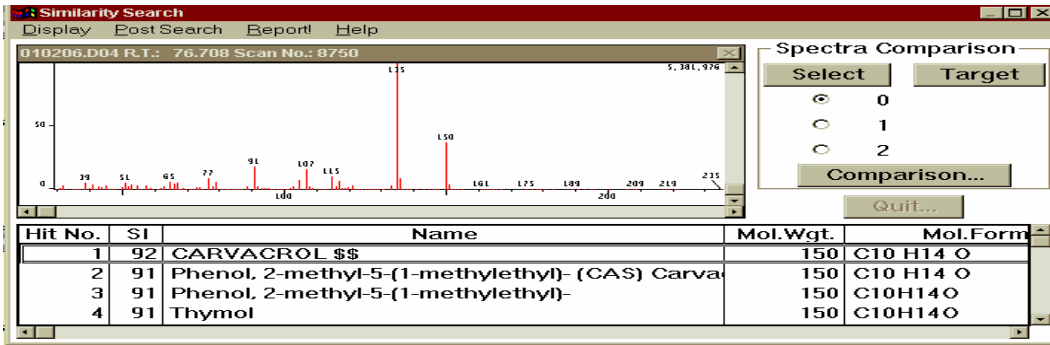 Similarity Search
Display Post Search Report! Help
010206.D04 R.T.: 76.708 Scan No.: 8750
5,381,976
135
50
150
91
107
115
77
65
51
39
161 175 189 209 219 235
0
100 200
Spectra Comparison
Select Target
0
1
2
Comparison...
Quit...
Hit No. SI Name Mol.Wgt. Mol.Form
1 92 CARVACROL $$ 150 C10 H14 O
2 91 Phenol, 2-methyl-5-(1-methylethyl)- (CAS) Carva 150 C10 H14 O
3 91 Phenol, 2-methyl-5-(1-methylethyl)- 150 C10H14O
4 91 Thymol 150 C10H14O